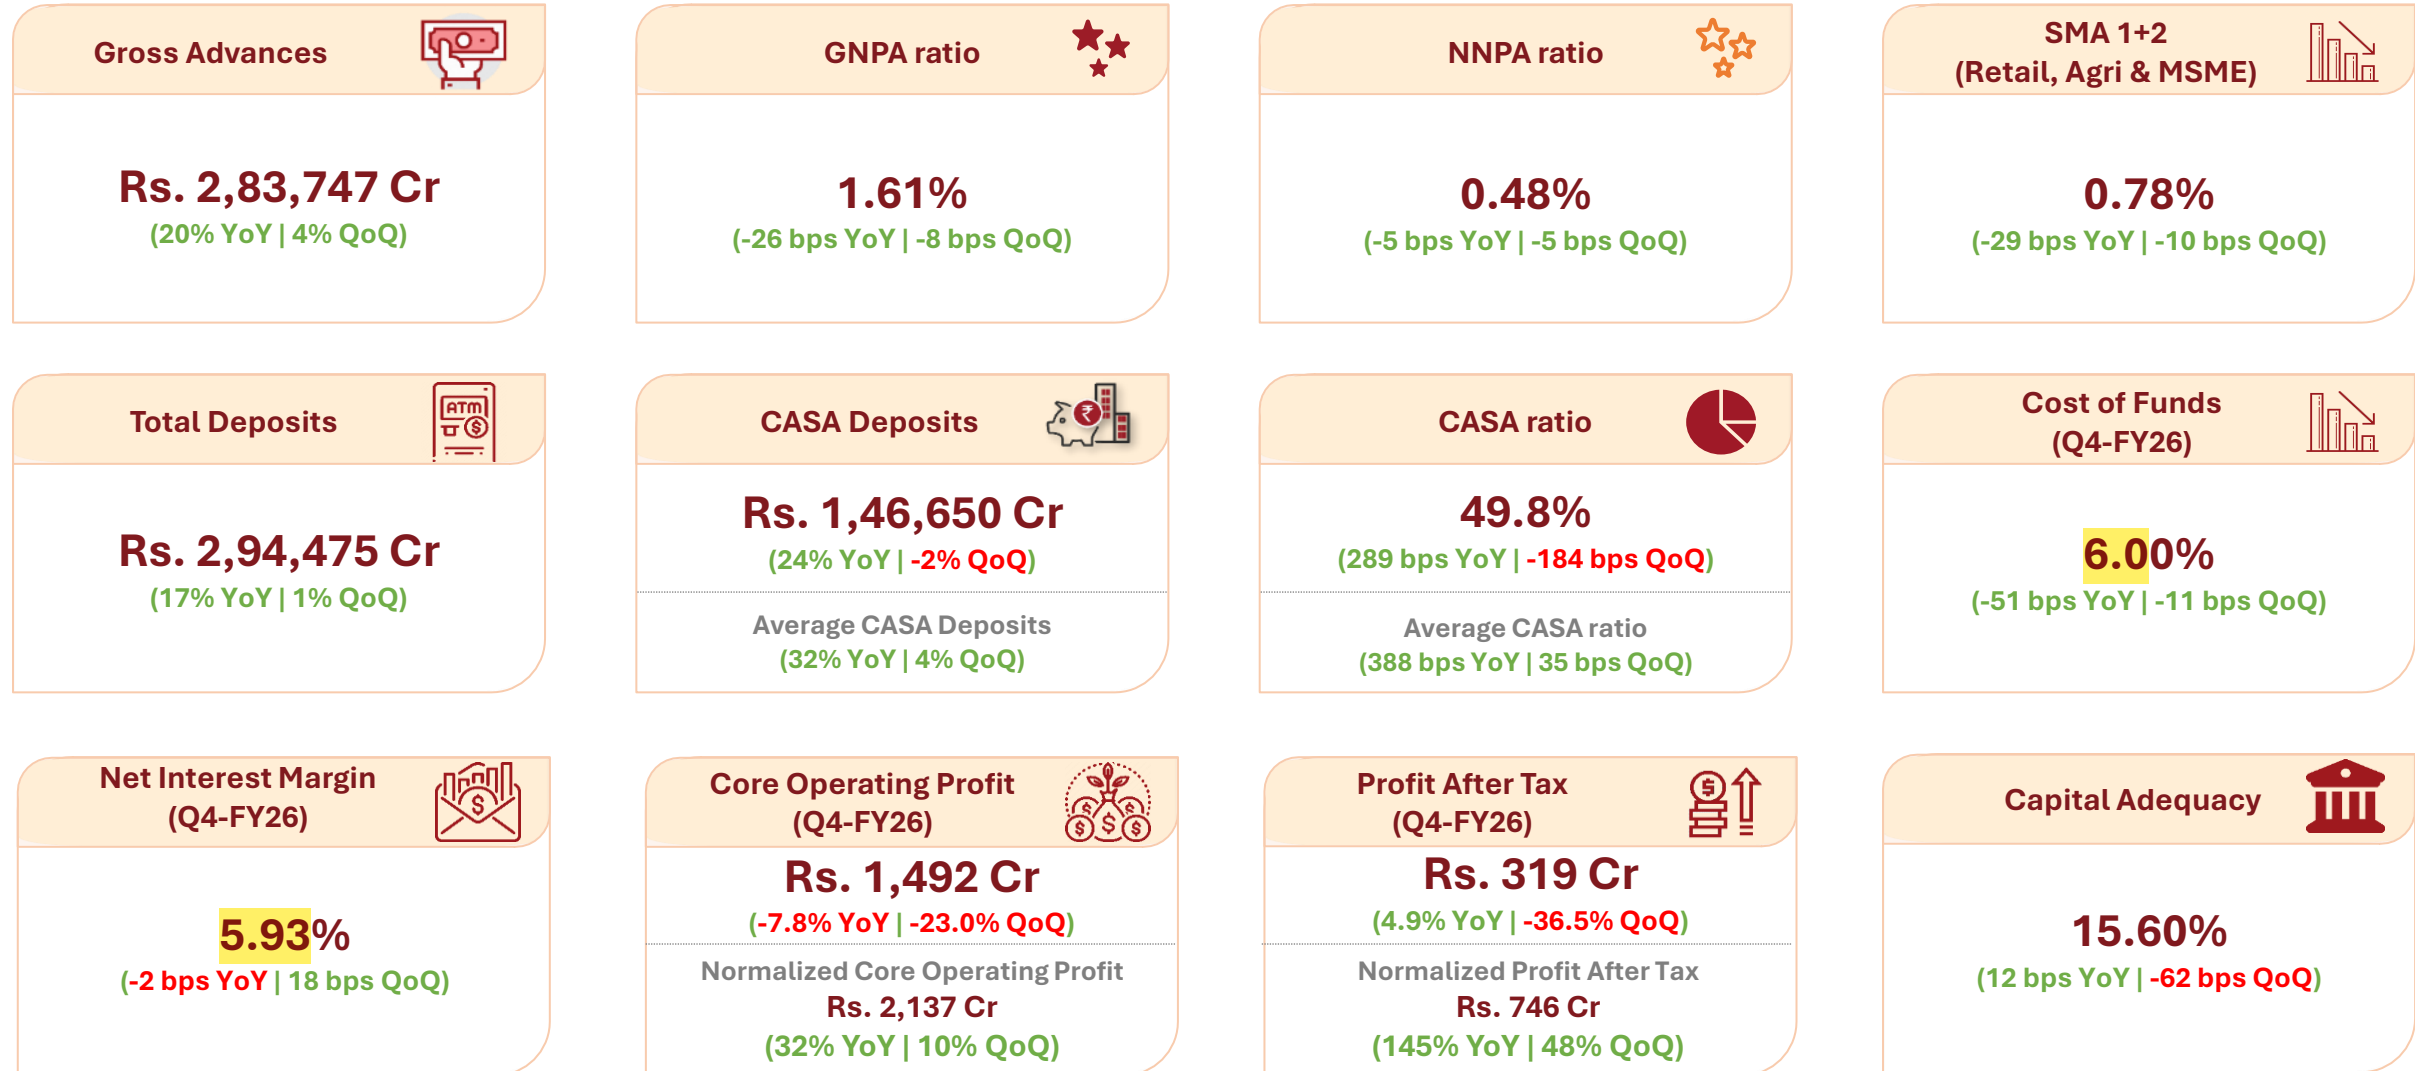 Gross Advances
Rs. 2,83,747 Cr
(20% YoY | 4% QoQ)
GNPA ratio
1.61%
(-26 bps YoY | -8 bps QoQ)
NNPA ratio
0.48%
(-5 bps YoY | -5 bps QoQ)
SMA 1+2
(Retail, Agri & MSME)
0.78%
(-29 bps YoY | -10 bps QoQ)
Total Deposits
ATM
Rs. 2,94,475 Cr
(17% YoY | 1% QoQ)
CASA Deposits
₹
Rs. 1,46,650 Cr
(24% YoY | -2% QoQ)
Average CASA Deposits
(32% YoY | 4% QoQ)
CASA ratio
49.8%
(289 bps YoY | -184 bps QoQ)
Average CASA ratio
(388 bps YoY | 35 bps QoQ)
Cost of Funds
(Q4-FY26)
6.00%
(-51 bps YoY | -11 bps QoQ)
Net Interest Margin
(Q4-FY26)
5.93%
(-2 bps YoY | 18 bps QoQ)
Core Operating Profit
(Q4-FY26)
Rs. 1,492 Cr
(-7.8% YoY | -23.0% QoQ)
Normalized Core Operating Profit
Rs. 2,137 Cr
(32% YoY | 10% QoQ)
Profit After Tax
(Q4-FY26)
Rs. 319 Cr
(4.9% YoY | -36.5% QoQ)
Normalized Profit After Tax
Rs. 746 Cr
(145% YoY | 48% QoQ)
Capital Adequacy
15.60%
(12 bps YoY | -62 bps QoQ)